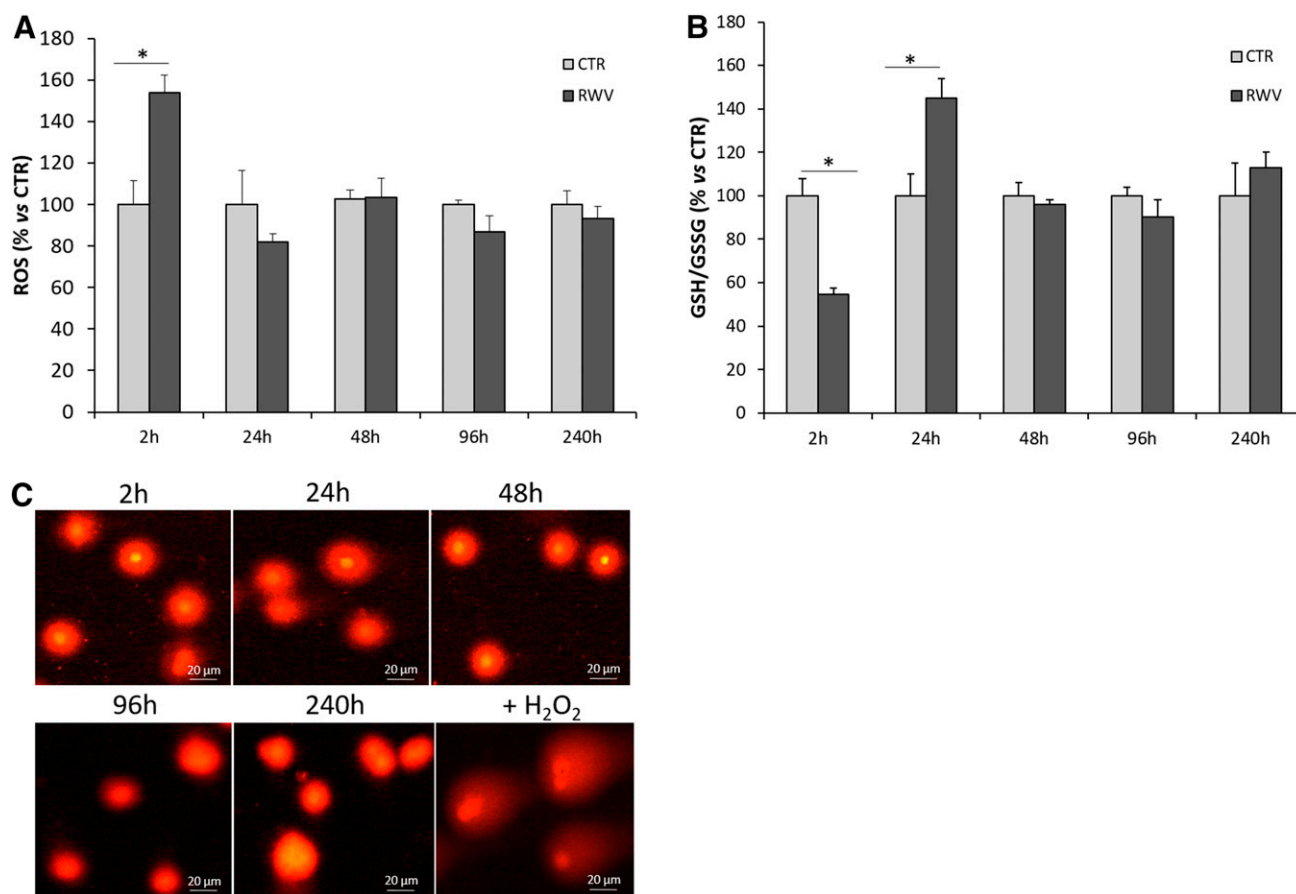 A
ROS (% vs CTR)
180
160
140
120
100
80
60
40
20
0
*
CTR
RWV
2h 24h 48h 96h 240h
B
GSH/GSSG (% vs CTR)
180
160
140
120
100
80
60
40
20
0
*
*
CTR
RWV
2h 24h 48h 96h 240h
C
2h 24h 48h
20 µm 20 µm 20 µm
96h 240h + H₂O₂
20 µm 20 µm 20 µm